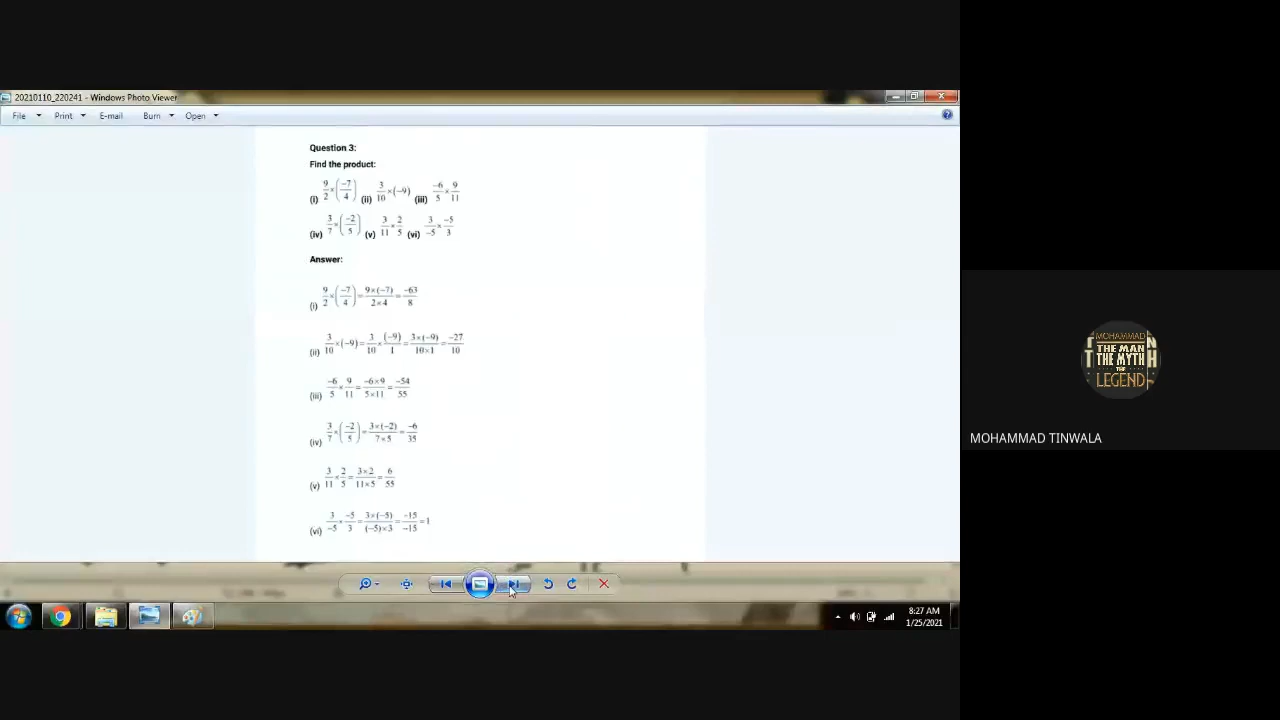 20210110_220241 - Windows Photo Viewer
File Print E-mail Burn Open
Question 3:
Find the product:
(i) 9/2 × (−7/4) (ii) 3/10 × (−9) (iii) −6/5 × 9/11
(iv) 3/7 × (−2/5) (v) 3/11 × 2/5 (vi) 3/−5 × −5/3
Answer:
(i) 9/2 × (−7/4) = 9×(−7)/2×4 = −63/8
(ii) 3/10 × (−9) = 3/10 × (−9)/1 = 3×(−9)/10×1 = −27/10
(iii) −6/5 × 9/11 = −6×9/5×11 = −54/55
(iv) 3/7 × (−2/5) = 3×(−2)/7×5 = −6/35
(v) 3/11 × 2/5 = 3×2/11×5 = 6/55
(vi) 3/−5 × −5/3 = 3×(−5)/(−5)×3 = −15/−15 = 1
8:27 AM
1/25/2021
MOHAMMAD
THE MAN
THE MYTH
THE
LEGEND
MOHAMMAD TINWALA